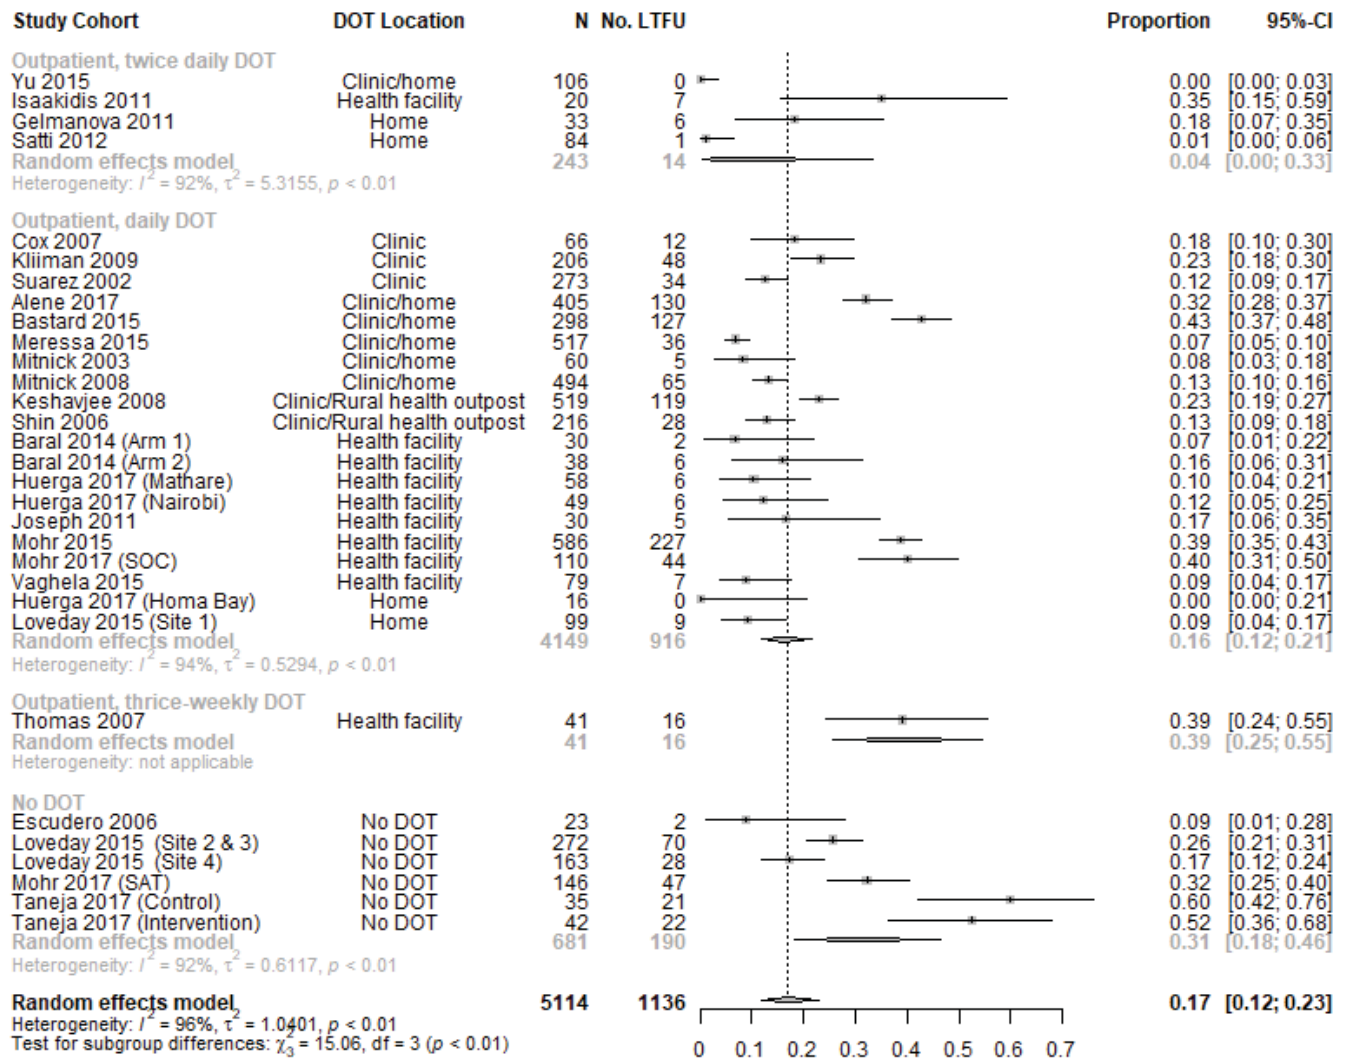 Study Cohort DOT Location N No. LTFU Proportion 95%-CI
Outpatient, twice daily DOT
Yu 2015 Clinic/home 106 0 0.00 [0.00; 0.03]
Isaakidis 2011 Health facility 20 7 0.35 [0.15; 0.59]
Gelmanova 2011 Home 33 6 0.18 [0.07; 0.35]
Satti 2012 Home 84 1 0.01 [0.00; 0.06]
Random effects model 243 14 0.04 [0.00; 0.33]
Heterogeneity: I² = 92%, τ² = 5.3155, p < 0.01
Outpatient, daily DOT
Cox 2007 Clinic 66 12 0.18 [0.10; 0.30]
Kliiman 2009 Clinic 206 48 0.23 [0.18; 0.30]
Suarez 2002 Clinic 273 34 0.12 [0.09; 0.17]
Alene 2017 Clinic/home 405 130 0.32 [0.28; 0.37]
Bastard 2015 Clinic/home 298 127 0.43 [0.37; 0.48]
Meressa 2015 Clinic/home 517 36 0.07 [0.05; 0.10]
Mitnick 2003 Clinic/home 60 5 0.08 [0.03; 0.18]
Mitnick 2008 Clinic/home 494 65 0.13 [0.10; 0.16]
Keshavjee 2008 Clinic/Rural health outpost 519 119 0.23 [0.19; 0.27]
Shin 2006 Clinic/Rural health outpost 216 28 0.13 [0.09; 0.18]
Baral 2014 (Arm 1) Health facility 30 2 0.07 [0.01; 0.22]
Baral 2014 (Arm 2) Health facility 38 6 0.16 [0.06; 0.31]
Huerga 2017 (Mathare) Health facility 58 6 0.10 [0.04; 0.21]
Huerga 2017 (Nairobi) Health facility 49 6 0.12 [0.05; 0.25]
Joseph 2011 Health facility 30 5 0.17 [0.06; 0.35]
Mohr 2015 Health facility 586 227 0.39 [0.35; 0.43]
Mohr 2017 (SOC) Health facility 110 44 0.40 [0.31; 0.50]
Vaghela 2015 Health facility 79 7 0.09 [0.04; 0.17]
Huerga 2017 (Homa Bay) Home 16 0 0.00 [0.00; 0.21]
Loveday 2015 (Site 1) Home 99 9 0.09 [0.04; 0.17]
Random effects model 4149 916 0.16 [0.12; 0.21]
Heterogeneity: I² = 94%, τ² = 0.5294, p < 0.01
Outpatient, thrice-weekly DOT
Thomas 2007 Health facility 41 16 0.39 [0.24; 0.55]
Random effects model 41 16 0.39 [0.25; 0.55]
Heterogeneity: not applicable
No DOT
Escudero 2006 No DOT 23 2 0.09 [0.01; 0.28]
Loveday 2015 (Site 2 & 3) No DOT 272 70 0.26 [0.21; 0.31]
Loveday 2015 (Site 4) No DOT 163 28 0.17 [0.12; 0.24]
Mohr 2017 (SAT) No DOT 146 47 0.32 [0.25; 0.40]
Taneja 2017 (Control) No DOT 35 21 0.60 [0.42; 0.76]
Taneja 2017 (Intervention) No DOT 42 22 0.52 [0.36; 0.68]
Random effects model 681 190 0.31 [0.18; 0.46]
Heterogeneity: I² = 92%, τ² = 0.6117, p < 0.01
Random effects model 5114 1136 0.17 [0.12; 0.23]
Heterogeneity: I² = 96%, τ² = 1.0401, p < 0.01
Test for subgroup differences: χ²₃ = 15.06, df = 3 (p < 0.01)
0 0.1 0.2 0.3 0.4 0.5 0.6 0.7